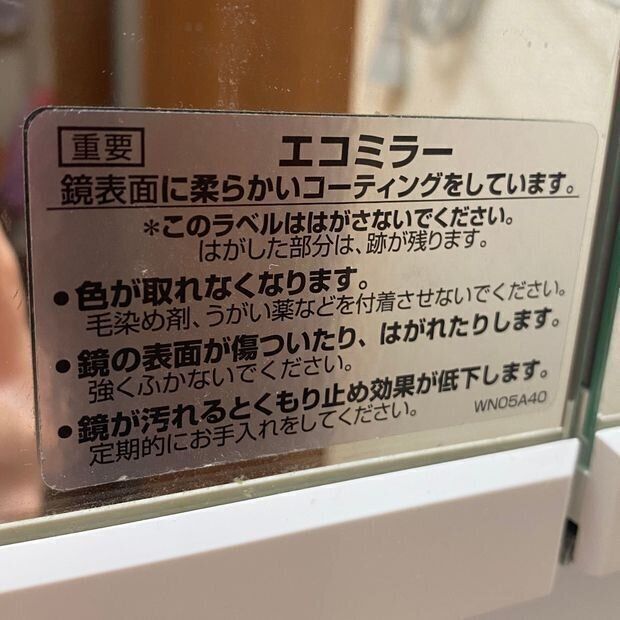 重要 エコミラー
鏡表面に柔らかいコーティングをしています。
*このラベルははがさないでください。
はがした部分は、跡が残ります。
●色が取れなくなります。
毛染め剤、うがい薬などを付着させないでください。
●鏡の表面が傷ついたり、はがれたりします。
強くふかないでください。
●鏡が汚れるとくもり止め効果が低下します。
定期的にお手入れをしてください。 WN05A40